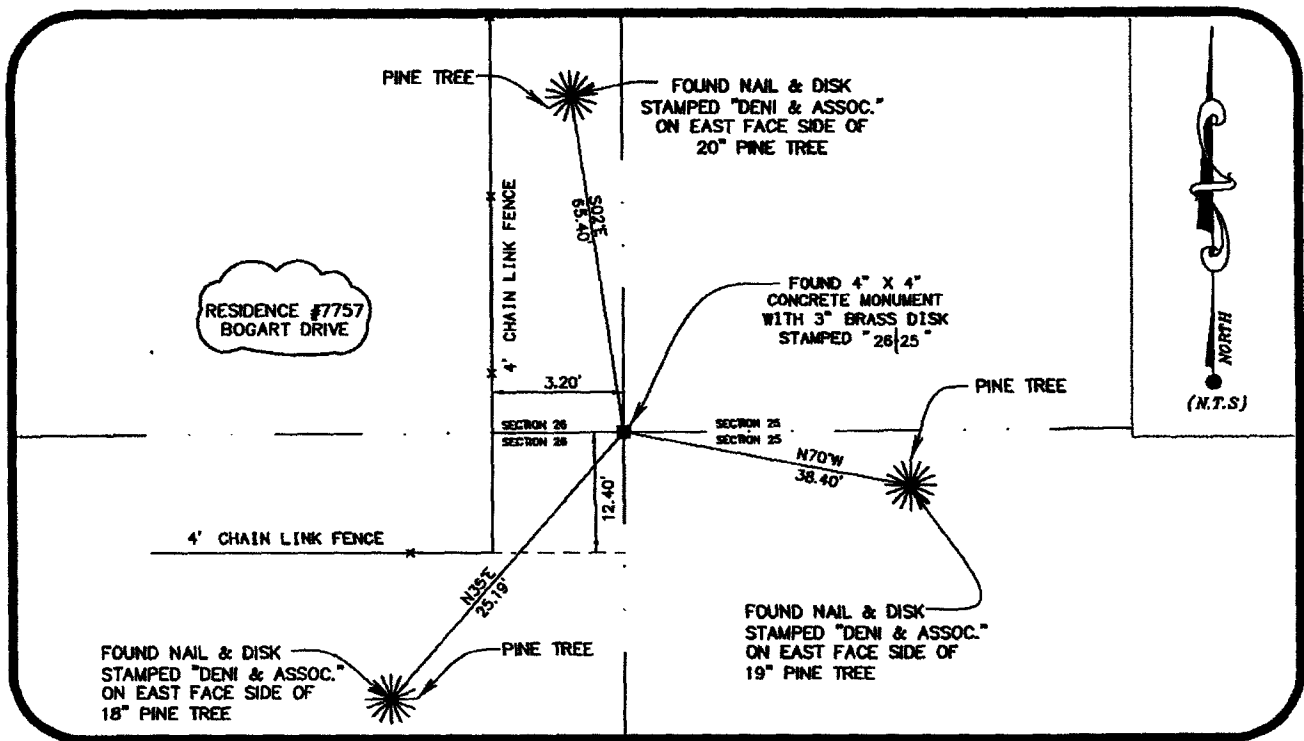 PINE TREE
FOUND NAIL & DISK
STAMPED "DENI & ASSOC."
ON EAST FACE SIDE OF
20" PINE TREE
S02°E
65.40'
4' CHAIN LINK FENCE
RESIDENCE #7757
BOGART DRIVE
FOUND 4" X 4"
CONCRETE MONUMENT
WITH 3" BRASS DISK
STAMPED "26|25"
NORTH
(N.T.S)
3.20'
PINE TREE
SECTION 26
SECTION 26
SECTION 25
SECTION 25
N70°W
38.40'
12.40'
4' CHAIN LINK FENCE
N35°E
25.19'
FOUND NAIL & DISK
STAMPED "DENI & ASSOC."
ON EAST FACE SIDE OF
19" PINE TREE
PINE TREE
FOUND NAIL & DISK
STAMPED "DENI & ASSOC."
ON EAST FACE SIDE OF
18" PINE TREE